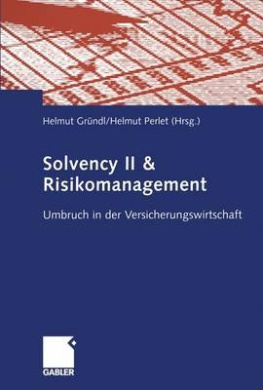 Helmut Gründl/Helmut Perlet (Hrsg.)
Solvency II &
Risikomanagement
Umbruch in der Versicherungswirtschaft
GABLER